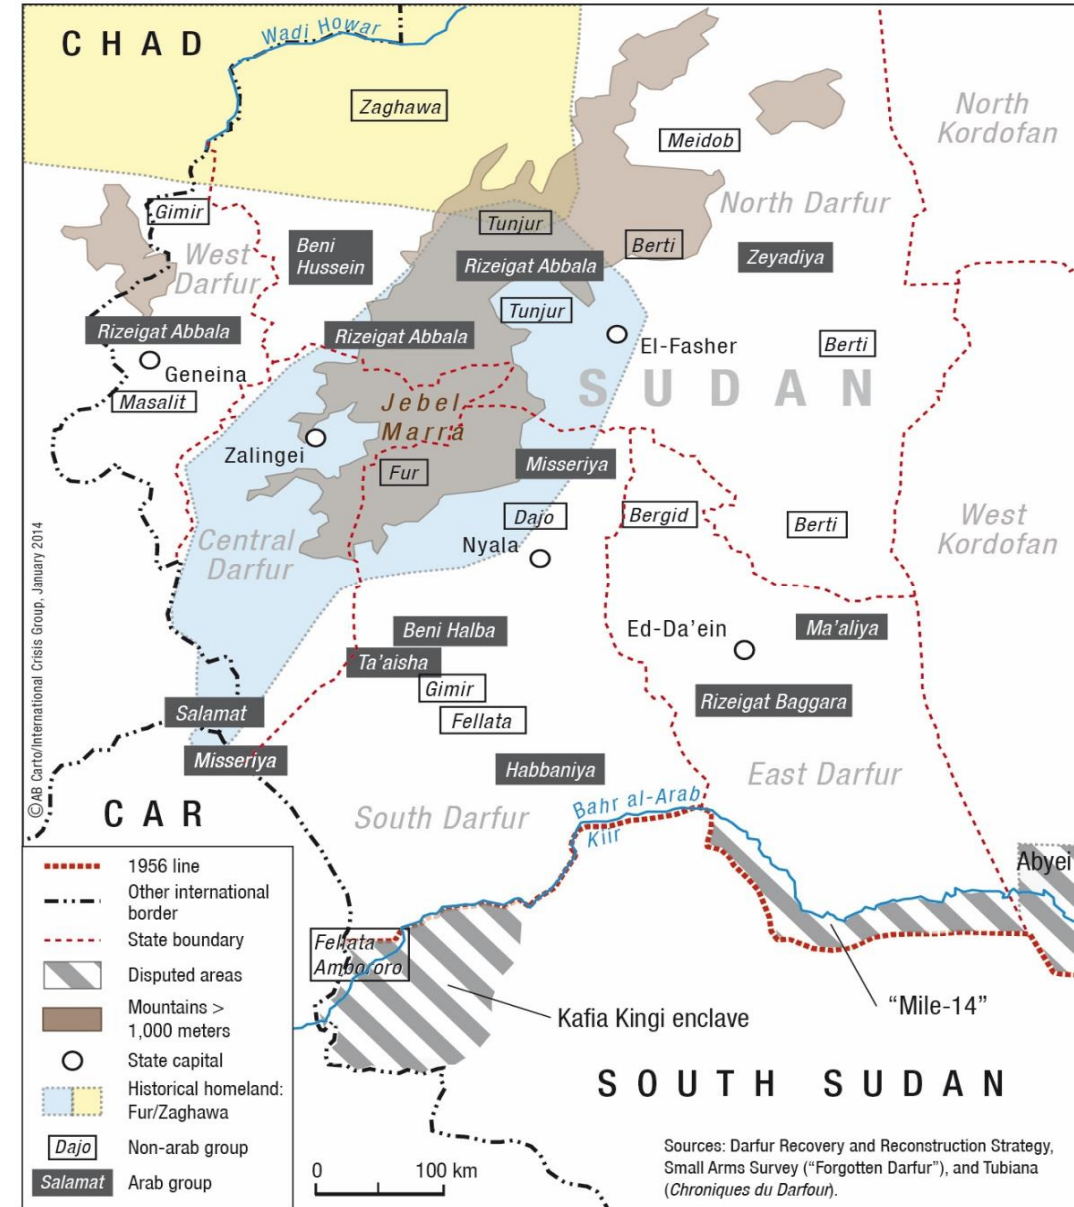 CHAD
Wadi Howar
Zaghawa
North
Kordofan
Meidob
North Darfur
Gimir
Tunjur
Beni
Hussein
West
Darfur
Berti
Zeyadiya
Rizeigat Abbala
Tunjur
Rizeigat Abbala
Rizeigat Abbala
El-Fasher
Berti
Geneina
SUDAN
Masalit
Jebel
Marra
Zalingei
Fur
Misseriya
Dajo
Bergid
Berti
West
Kordofan
Central
Darfur
Nyala
Beni Halba
Ed-Da'ein
Ma'aliya
Ta'aisha
Gimir
Rizeigat Baggara
Salamat
Fellata
Misseriya
Habbaniya
East Darfur
CAR
South Darfur
Bahr al-Arab
Kiir
Abyei
Fellata
Ambororo
"Mile-14"
Kafia Kingi enclave
SOUTH SUDAN
©AB Carto/International Crisis Group, January 2014
1956 line
Other international
border
State boundary
Disputed areas
Mountains >
1,000 meters
State capital
Historical homeland:
Fur/Zaghawa
Dajo Non-arab group
Salamat Arab group
0 100 km
Sources: Darfur Recovery and Reconstruction Strategy,
Small Arms Survey ("Forgotten Darfur"), and Tubiana
(Chroniques du Darfour).